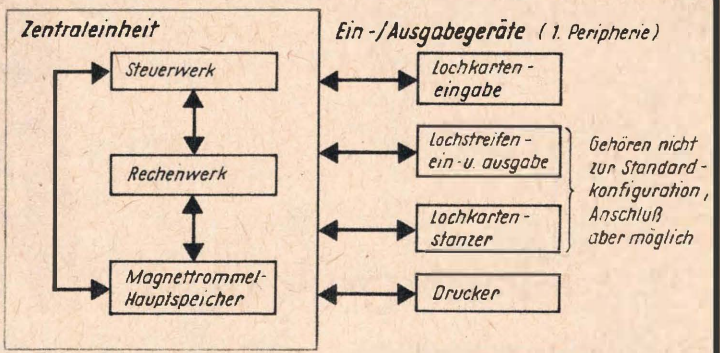 Zentraleinheit
Steuerwerk
Rechenwerk
Magnettrommel-
Hauptspeicher
Ein-/Ausgabegeräte (1. Peripherie)
Lochkarten-
eingabe
Lochstreifen-
ein-u. ausgabe
Lochkarten-
stanzer
Drucker
Gehören nicht
zur Standard-
konfiguration,
Anschluß
aber möglich